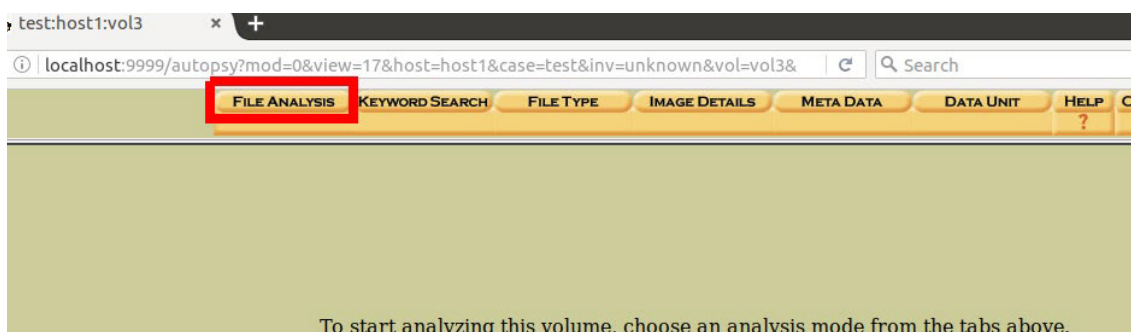 test:host1:vol3 × +
localhost:9999/autopsy?mod=0&view=17&host=host1&case=test&inv=unknown&vol=vol3& Search
FILE ANALYSIS KEYWORD SEARCH FILE TYPE IMAGE DETAILS META DATA DATA UNIT HELP C
?
To start analyzing this volume, choose an analysis mode from the tabs above.